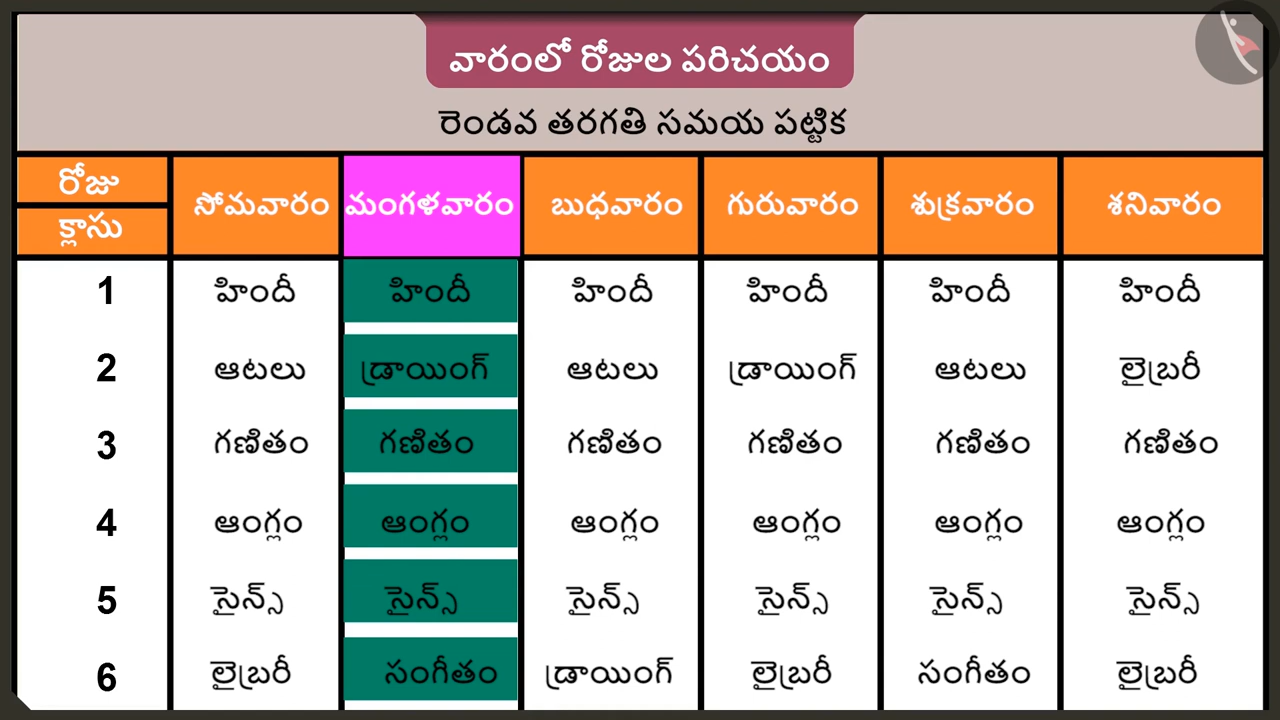 వారంలో రోజుల పరిచయం
రెండవ తరగతి సమయ పట్టిక
రోజు
క్లాసు
సోమవారం మంగళవారం బుధవారం గురువారం శుక్రవారం శనివారం
1 హిందీ హిందీ హిందీ హిందీ హిందీ హిందీ
2 ఆటలు డ్రాయింగ్ ఆటలు డ్రాయింగ్ ఆటలు లైబ్రరీ
3 గణితం గణితం గణితం గణితం గణితం గణితం
4 ఆంగ్లం ఆంగ్లం ఆంగ్లం ఆంగ్లం ఆంగ్లం ఆంగ్లం
5 సైన్స్ సైన్స్ సైన్స్ సైన్స్ సైన్స్ సైన్స్
6 లైబ్రరీ సంగీతం డ్రాయింగ్ లైబ్రరీ సంగీతం లైబ్రరీ